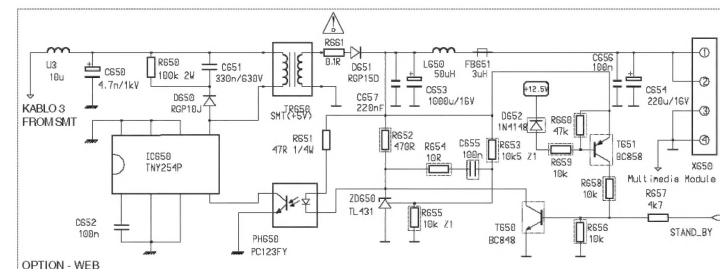 U3
10u
C650
4.7n/1kV
R650
100k 2W
C651
330n/630V
D650
RGP10J
KABLO 3
FROM SMT
TR650
SMT(+5V)
R661
0.1R
D651
RGP15D
L650
50uH
FB651
3uH
C657
220nF
C653
1000u/16V
C656
100n
C654
220u/16V
+12.5V
D652
1N4148
R660
47k
T651
BC858
R659
10k
R658
10k
1
2
3
4
X650
Multimedia Module
R657
4k7
STAND_BY
R651
47R 1/4W
R652
470R
R654
10R
C655
100n
R653
10k5 Z1
IC650
TNY254P
C652
100n
PH650
PC123FY
ZD650
TL431
R655
10k Z1
T650
BC848
R656
10k
OPTION - WEB